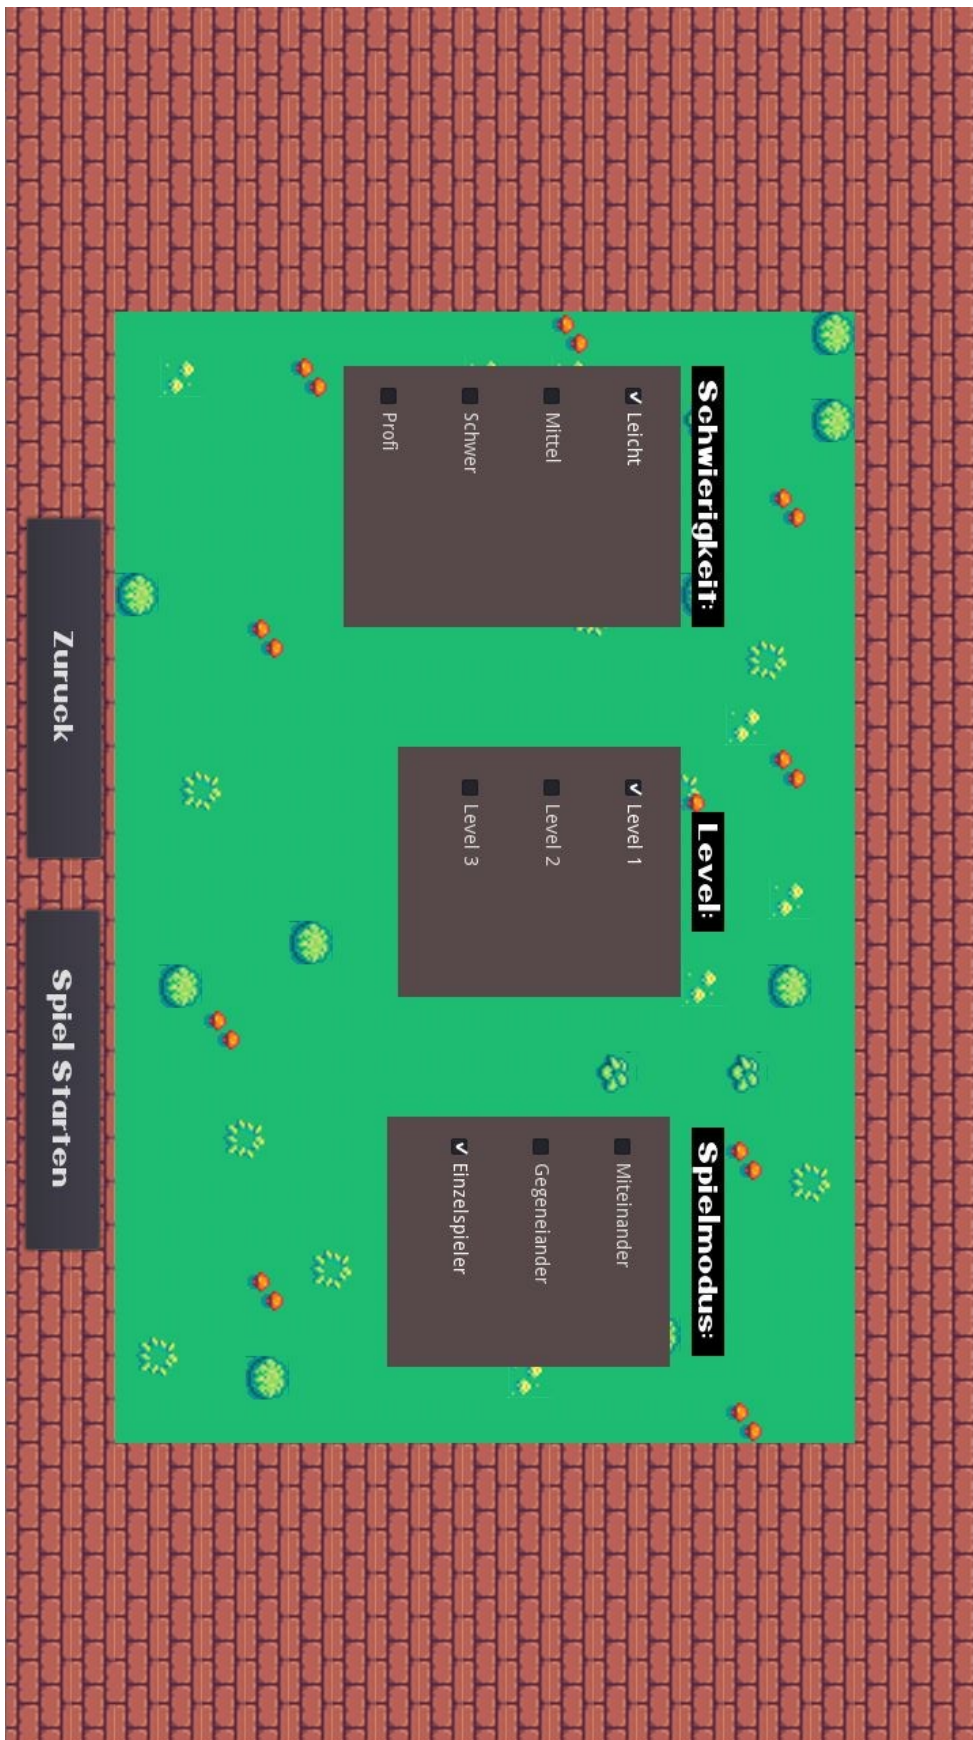 Schwierigkeit:
Leicht
Mittel
Schwer
Profi
Level:
Level 1
Level 2
Level 3
Spielmodus:
Miteinander
Gegeneiander
Einzelspieler
Zuruck
Spiel Starten